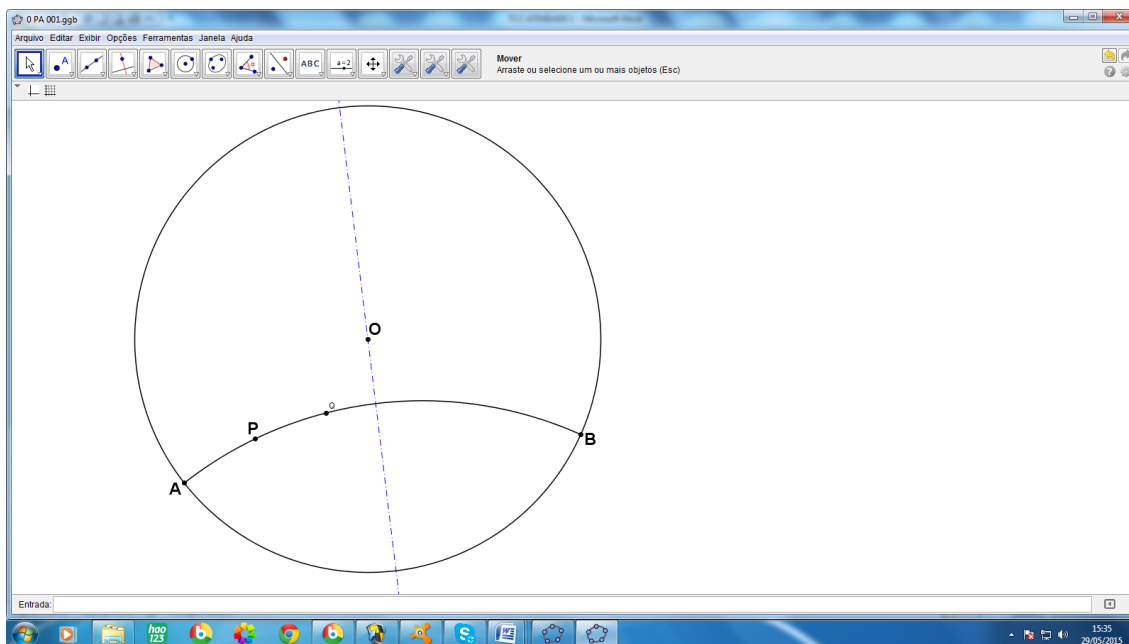 0 PA 001.ggb
Arquivo Editar Exibir Opções Ferramentas Janela Ajuda
A
ABC
a=2
Mover
Arraste ou selecione um ou mais objetos (Esc)
O
Q
P
B
A
Entrada:
hao
123
15:35
29/05/2015